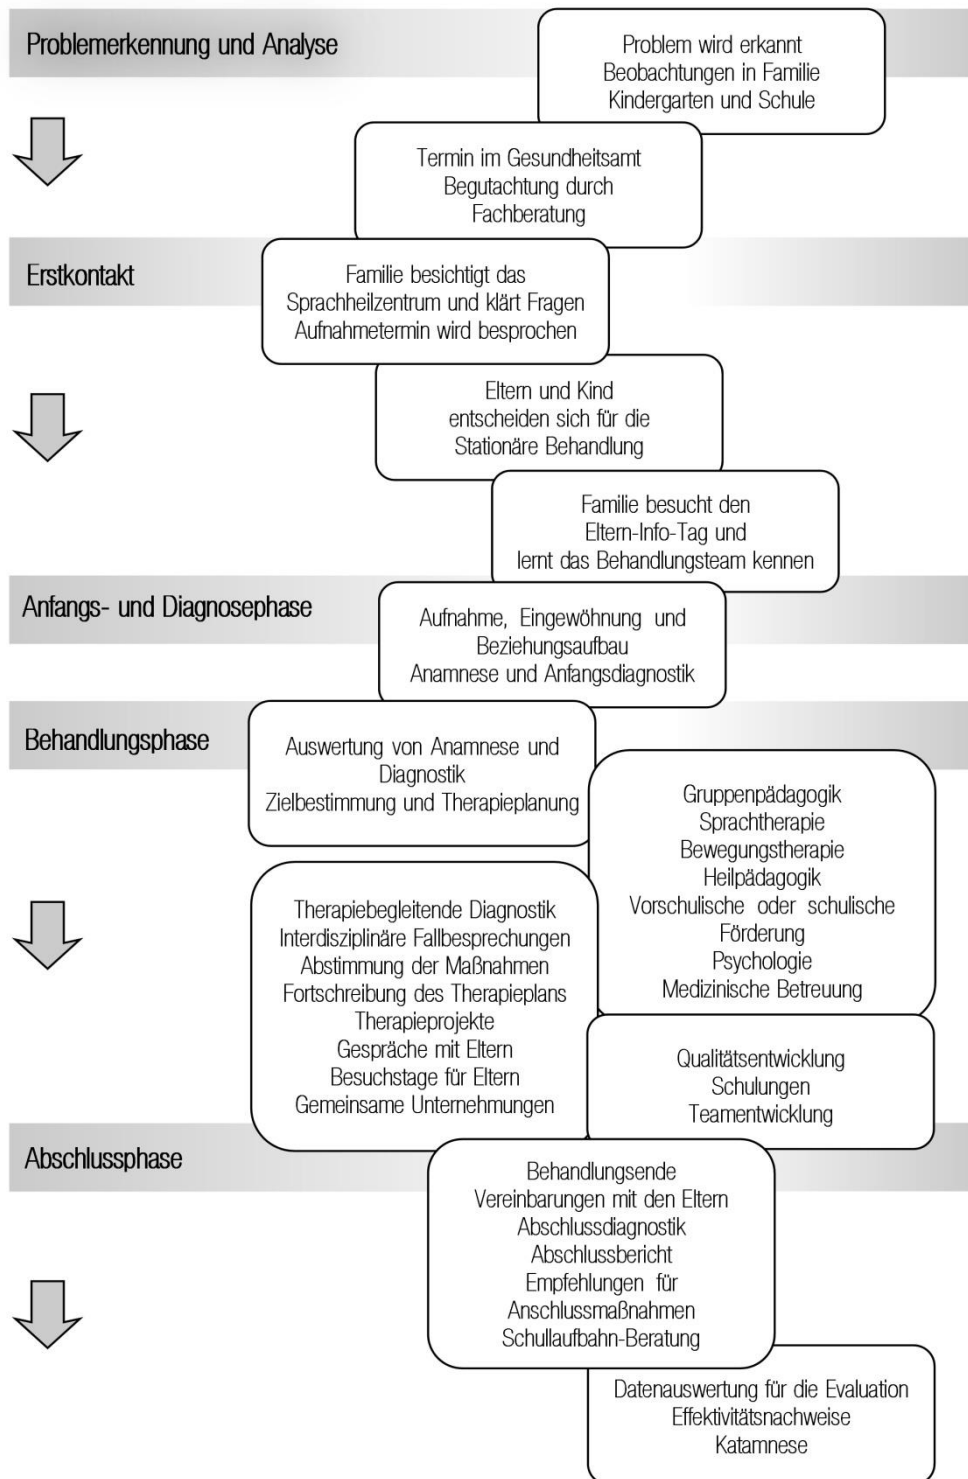 Problemerkennung und Analyse
Problem wird erkannt
Beobachtungen in Familie
Kindergarten und Schule
Termin im Gesundheitsamt
Begutachtung durch
Fachberatung
Erstkontakt
Familie besichtigt das
Sprachheilzentrum und klärt Fragen
Aufnahmetermin wird besprochen
Eltern und Kind
entscheiden sich für die
Stationäre Behandlung
Familie besucht den
Eltern-Info-Tag und
lernt das Behandlungsteam kennen
Anfangs- und Diagnosephase
Aufnahme, Eingewöhnung und
Beziehungsaufbau
Anamnese und Anfangsdiagnostik
Behandlungsphase
Auswertung von Anamnese und
Diagnostik
Zielbestimmung und Therapieplanung
Gruppenpädagogik
Sprachtherapie
Bewegungstherapie
Heilpädagogik
Vorschulische oder schulische
Förderung
Psychologie
Medizinische Betreuung
Therapiebegleitende Diagnostik
Interdisziplinäre Fallbesprechungen
Abstimmung der Maßnahmen
Fortschreibung des Therapieplans
Therapieprojekte
Gespräche mit Eltern
Besuchstage für Eltern
Gemeinsame Unternehmungen
Qualitätsentwicklung
Schulungen
Teamentwicklung
Abschlussphase
Behandlungsende
Vereinbarungen mit den Eltern
Abschlussdiagnostik
Abschlussbericht
Empfehlungen für
Anschlussmaßnahmen
Schullaufbahn-Beratung
Datenauswertung für die Evaluation
Effektivitätsnachweise
Katamnese